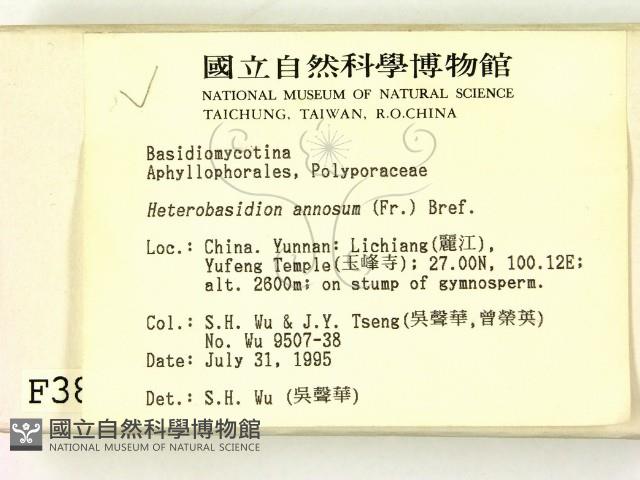 國立自然科學博物館
NATIONAL MUSEUM OF NATURAL SCIENCE
TAICHUNG, TAIWAN, R.O.CHINA
Basidiomycotina
Aphyllophorales, Polyporaceae
Heterobasidion annosum (Fr.) Bref.
Loc.: China. Yunnan: Lichiang(麗江),
Yufeng Temple(玉峰寺); 27.00N, 100.12E;
alt. 2600m; on stump of gymnosperm.
Col.: S.H. Wu & J.Y. Tseng(吳聲華,曾榮英)
No. Wu 9507-38
Date: July 31, 1995
Det.: S.H. Wu (吳聲華)
F38
國立自然科學博物館
NATIONAL MUSEUM OF NATURAL SCIENCE